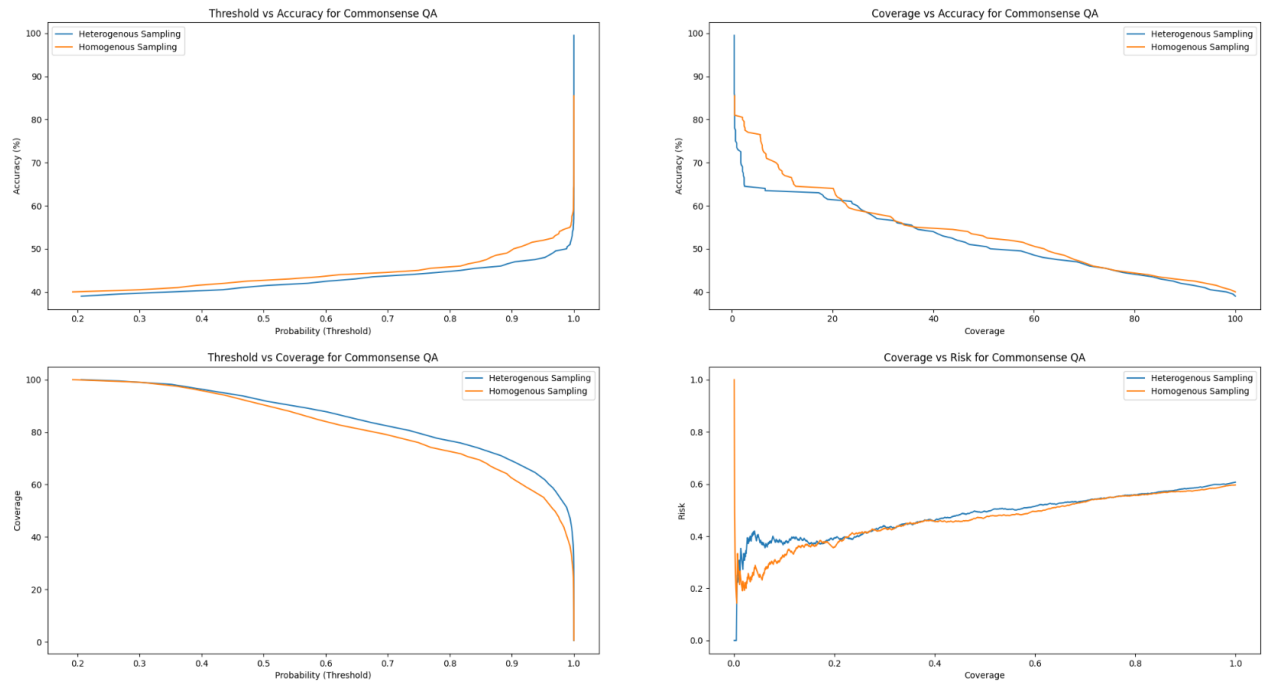 Threshold vs Accuracy for Commonsense QA
Heterogenous Sampling
Homogenous Sampling
Accuracy (%)
100
90
80
70
60
50
40
0.2 0.3 0.4 0.5 0.6 0.7 0.8 0.9 1.0
Probability (Threshold)
Coverage vs Accuracy for Commonsense QA
Heterogenous Sampling
Homogenous Sampling
Accuracy (%)
100
90
80
70
60
50
40
0 20 40 60 80 100
Coverage
Threshold vs Coverage for Commonsense QA
Heterogenous Sampling
Homogenous Sampling
Coverage
100
80
60
40
20
0
0.2 0.3 0.4 0.5 0.6 0.7 0.8 0.9 1.0
Probability (Threshold)
Coverage vs Risk for Commonsense QA
Heterogenous Sampling
Homogenous Sampling
Risk
1.0
0.8
0.6
0.4
0.2
0.0
0.0 0.2 0.4 0.6 0.8 1.0
Coverage